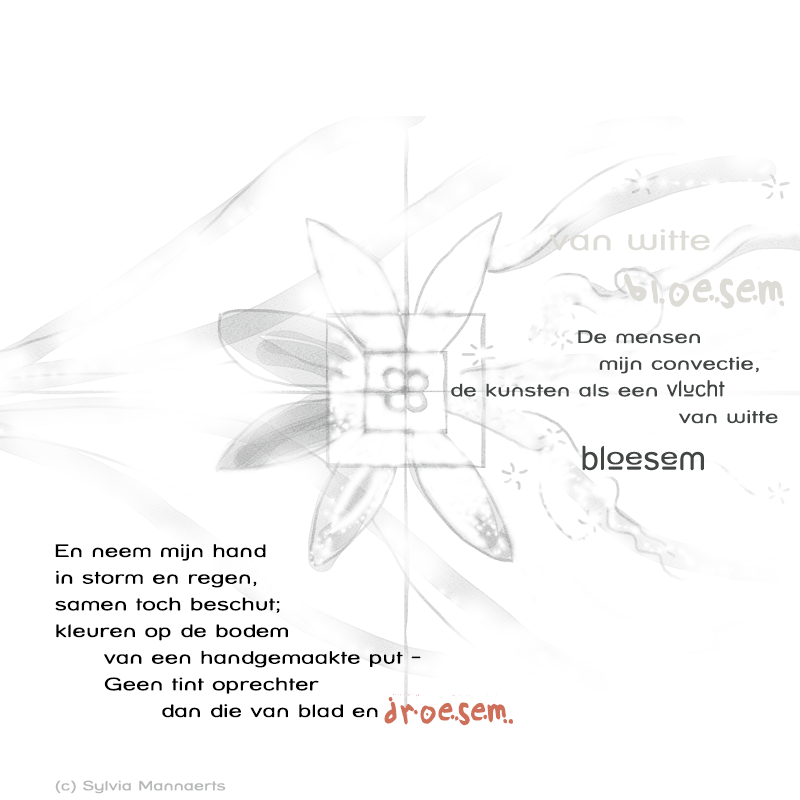 van witte
bloesem
De mensen
mijn convectie,
de kunsten als een vlucht
van witte
bloesem
En neem mijn hand
in storm en regen,
samen toch beschut;
kleuren op de bodem
van een handgemaakte put –
Geen tint oprechter
dan die van blad en droesem.
(c) Sylvia Mannaerts